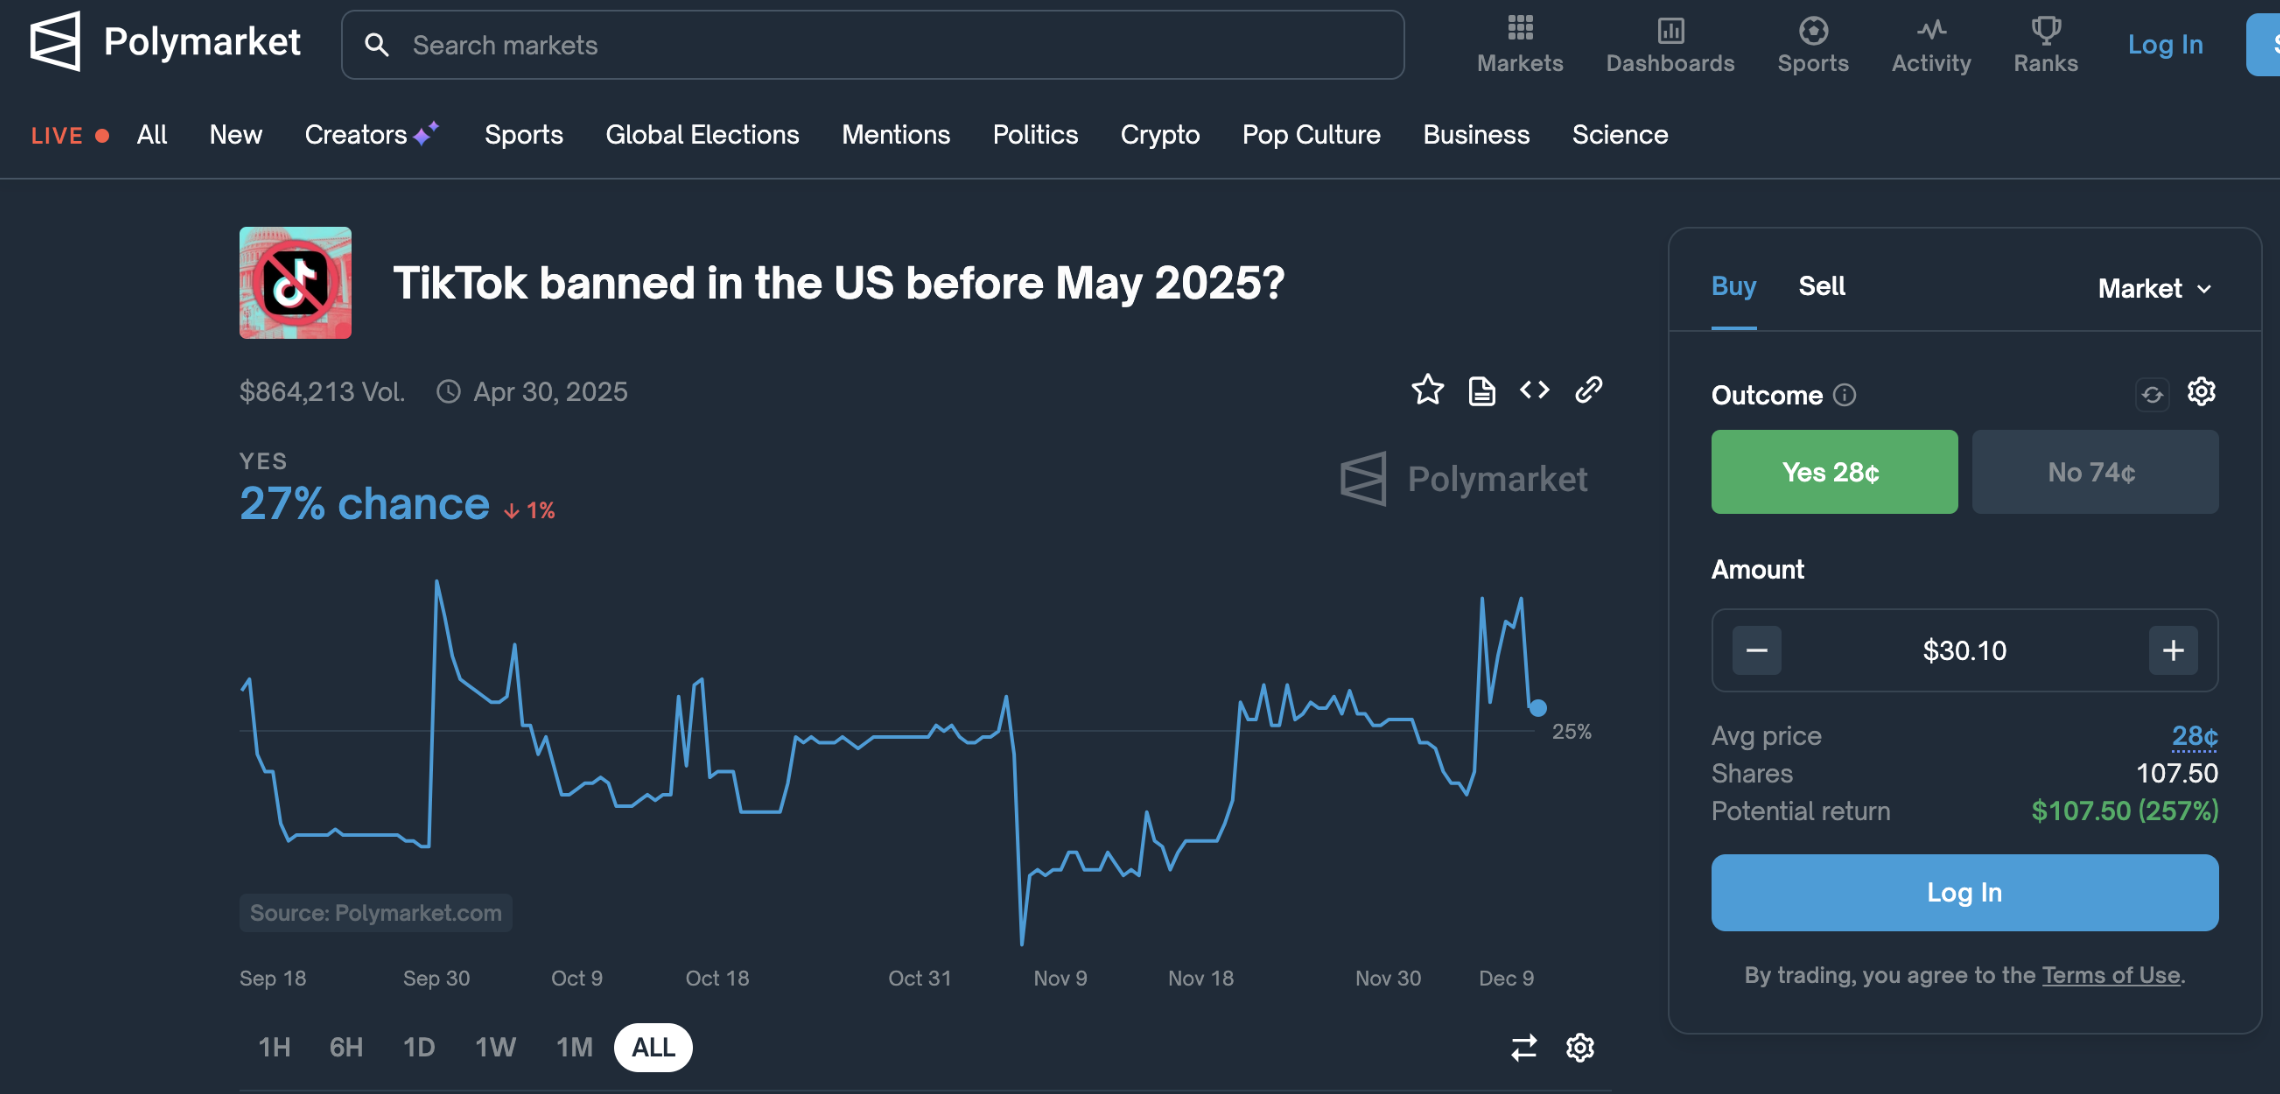 Polymarket
Search markets
Markets
Dashboards
Sports
Activity
Ranks
Log In
LIVE
All
New
Creators
Sports
Global Elections
Mentions
Politics
Crypto
Pop Culture
Business
Science
TikTok banned in the US before May 2025?
$864,213 Vol.
Apr 30, 2025
YES
27% chance
1%
Polymarket
25%
Source: Polymarket.com
Sep 18
Sep 30
Oct 9
Oct 18
Oct 31
Nov 9
Nov 18
Nov 30
Dec 9
1H
6H
1D
1W
1M
ALL
Buy
Sell
Market
Outcome
Yes 28¢
No 74¢
Amount
$30.10
Avg price
28¢
Shares
107.50
Potential return
$107.50 (257%)
Log In
By trading, you agree to the Terms of Use.